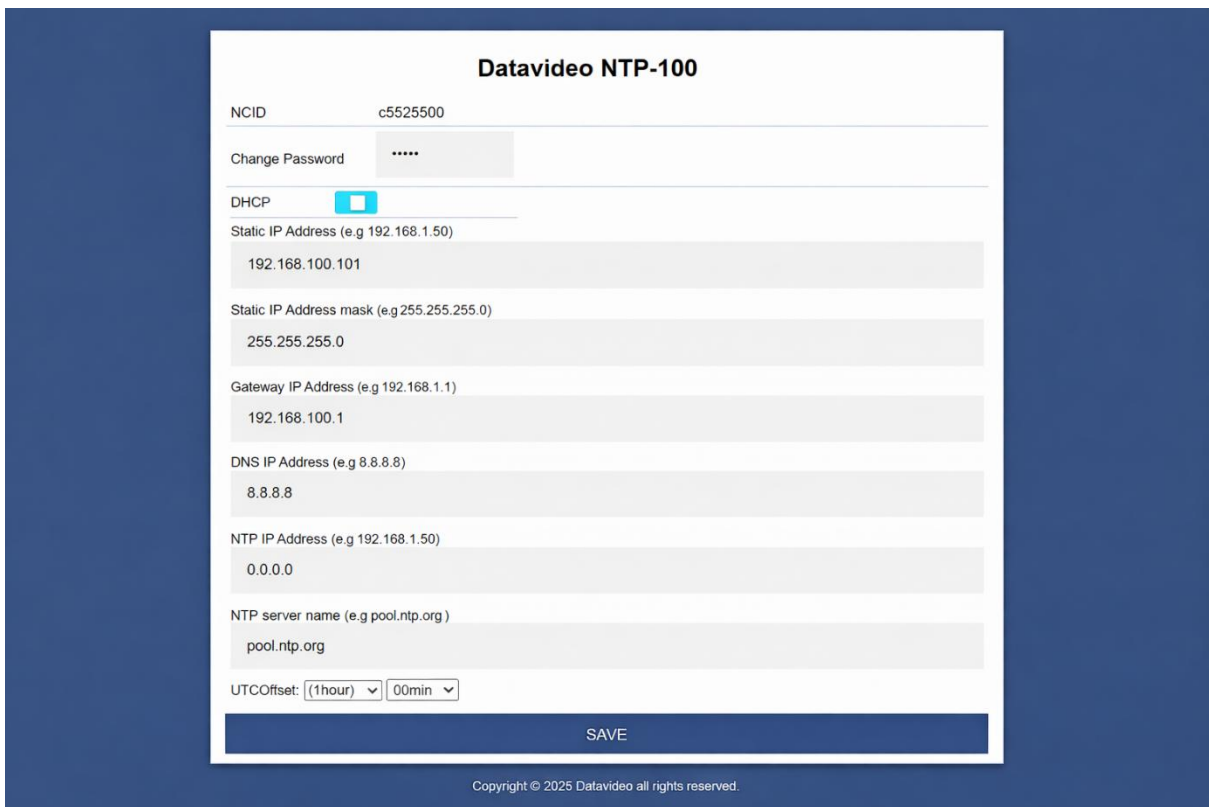 Datavideo NTP-100
NCID c5525500
Change Password •••••
DHCP
Static IP Address (e.g 192.168.1.50)
192.168.100.101
Static IP Address mask (e.g 255.255.255.0)
255.255.255.0
Gateway IP Address (e.g 192.168.1.1)
192.168.100.1
DNS IP Address (e.g 8.8.8.8)
8.8.8.8
NTP IP Address (e.g 192.168.1.50)
0.0.0.0
NTP server name (e.g pool.ntp.org )
pool.ntp.org
UTCOffset: (1hour) 00min
SAVE
Copyright © 2025 Datavideo all rights reserved.